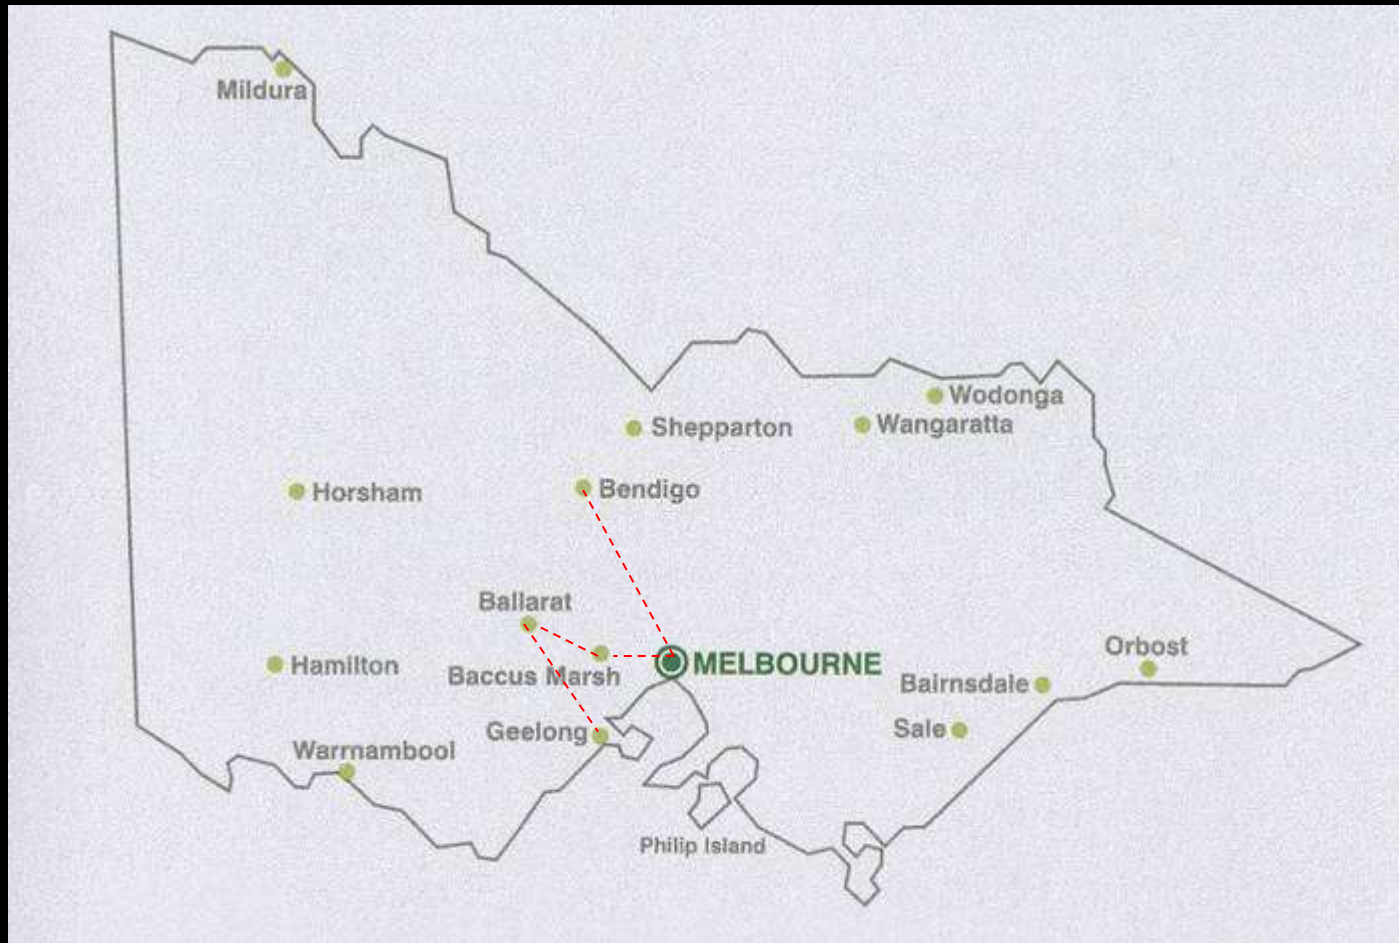 Mildura
Wodonga
Shepparton
Wangaratta
Bendigo
Horsham
Ballarat
Orbost
MELBOURNE
Hamilton
Baccus Marsh
Bairnsdale
Geelong
Sale
Warrnambool
Philip Island